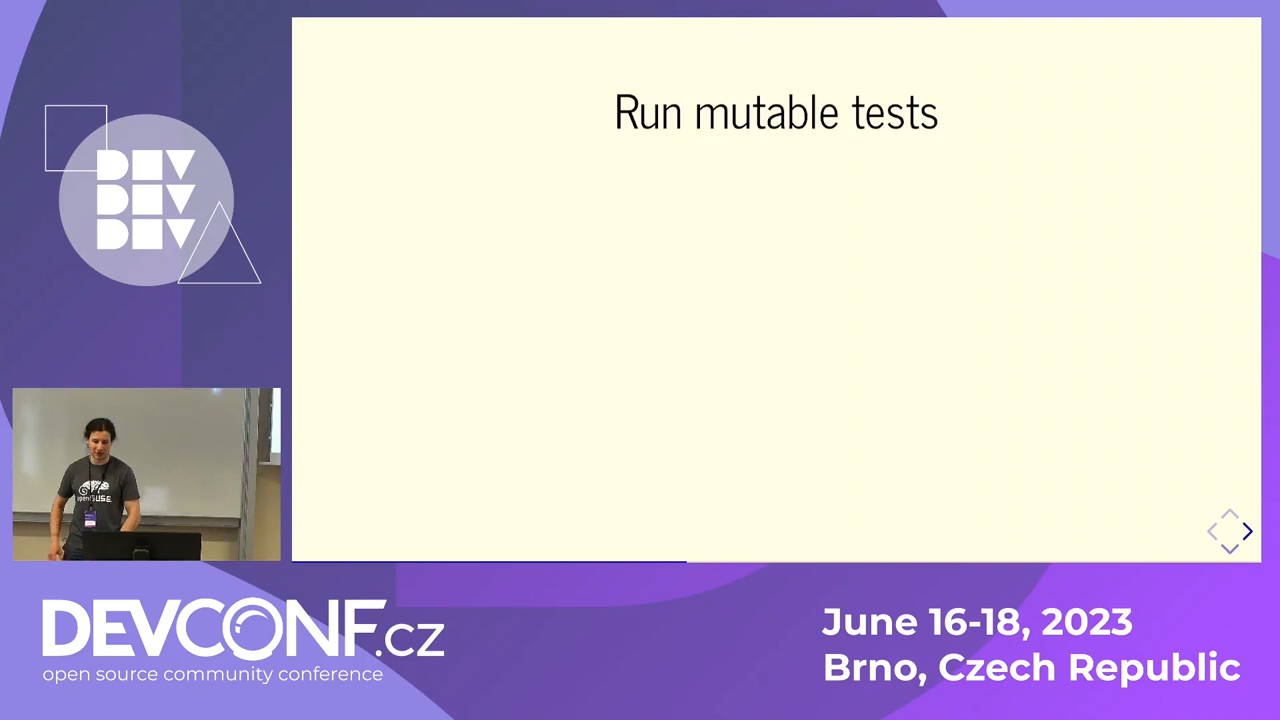 Run mutable tests
DEV
DEV
DEV
openSUSE
DEVCONF.cz
open source community conference
June 16-18, 2023
Brno, Czech Republic